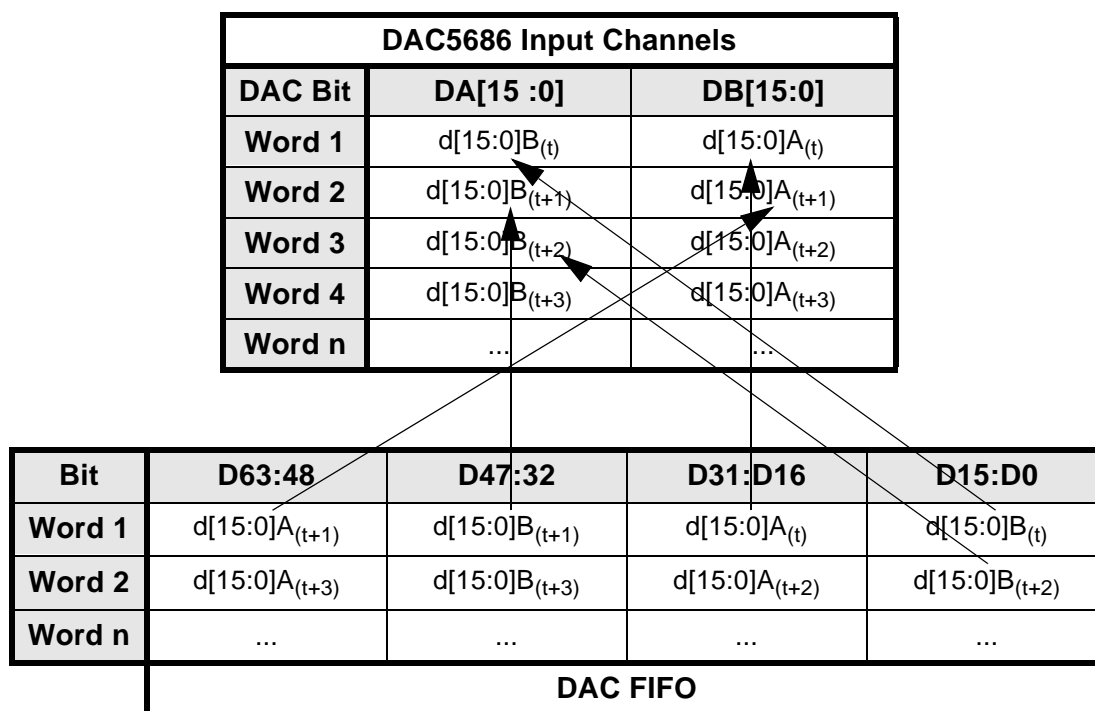 DAC5686 Input Channels
DAC Bit DA[15 :0] DB[15:0]
Word 1 d[15:0]B(t) d[15:0]A(t)
Word 2 d[15:0]B(t+1) d[15:0]A(t+1)
Word 3 d[15:0]B(t+2) d[15:0]A(t+2)
Word 4 d[15:0]B(t+3) d[15:0]A(t+3)
Word n ... ...
Bit D63:48 D47:32 D31:D16 D15:D0
Word 1 d[15:0]A(t+1) d[15:0]B(t+1) d[15:0]A(t) d[15:0]B(t)
Word 2 d[15:0]A(t+3) d[15:0]B(t+3) d[15:0]A(t+2) d[15:0]B(t+2)
Word n ... ... ... ...
DAC FIFO